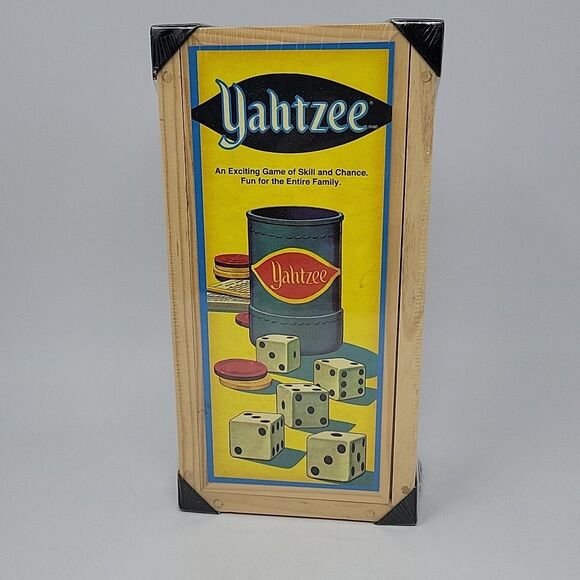 Yahtzee
An Exciting Game of Skill and Chance.
Fun for the Entire Family.
Yahtzee